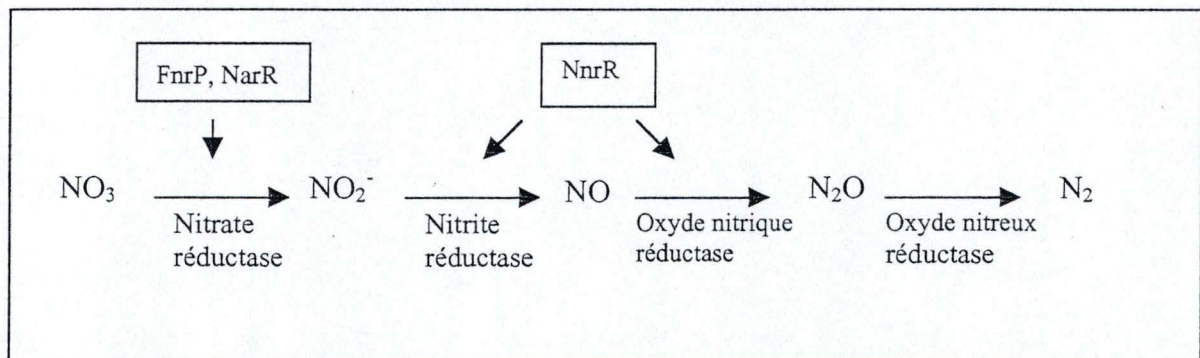 FnrP, NarR
NnrR
NO₃ NO₂⁻ NO N₂O N₂
Nitrate
réductase
Nitrite
réductase
Oxyde nitrique
réductase
Oxyde nitreux
réductase